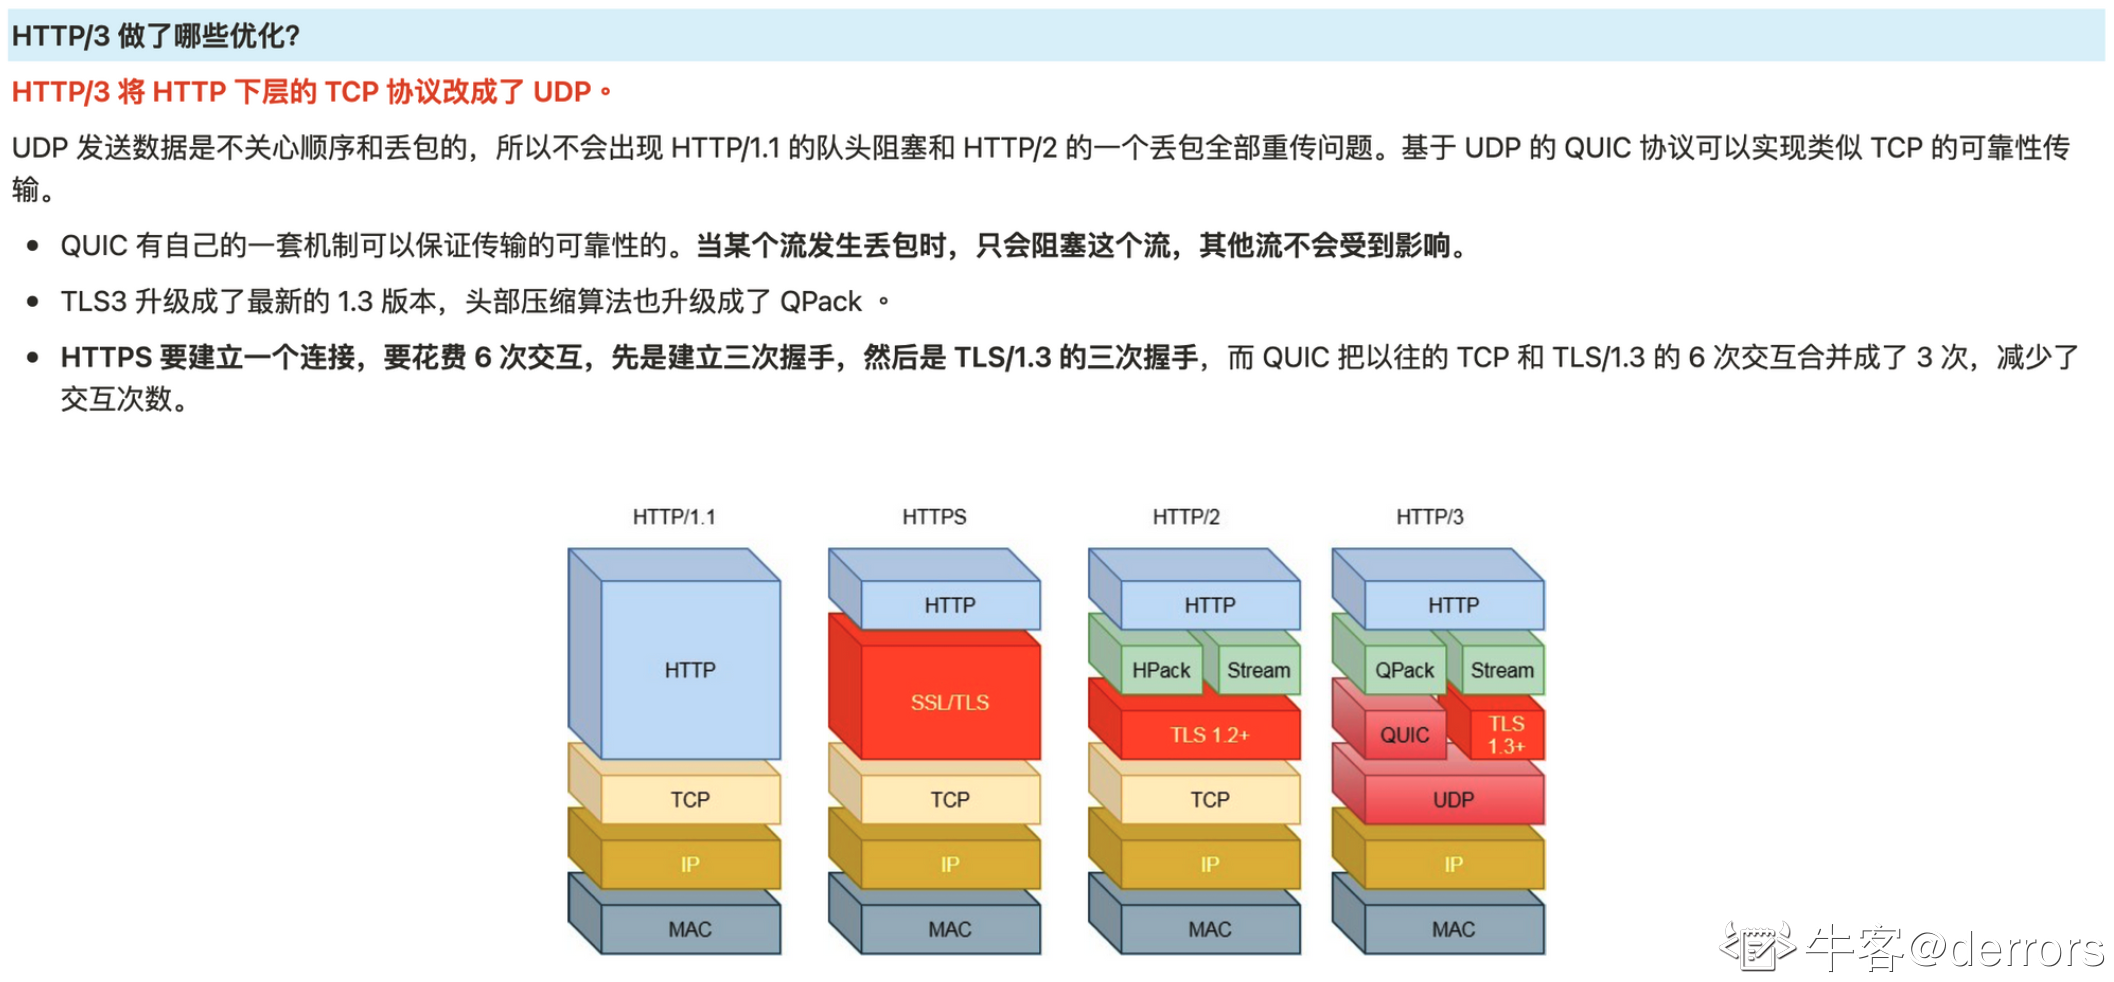 HTTP/3 做了哪些优化?
HTTP/3 将 HTTP 下层的 TCP 协议改成了 UDP 。
UDP 发送数据是不关心顺序和丢包的，所以不会出现 HTTP/1.1 的队头阻塞和 HTTP/2 的一个丢包全部重传问题。基于 UDP 的 QUIC 协议可以实现类似 TCP 的可靠性传
输。
• QUIC 有自己的一套机制可以保证传输的可靠性的。当某个流发生丢包时，只会阻塞这个流，其他流不会受到影响。
• TLS3 升级成了最新的 1.3 版本，头部压缩算法也升级成了 QPack 。
• HTTPS 要建立一个连接，要花费 6 次交互，先是建立三次握手，然后是 TLS/1.3 的三次握手，而 QUIC 把以往的 TCP 和 TLS/1.3 的 6 次交互合并成了 3 次，减少了
交互次数。
HTTP/1.1
HTTP
TCP
IP
MAC
HTTPS
HTTP
SSL/TLS
TCP
IP
MAC
HTTP/2
HTTP
HPack
Stream
TLS 1.2+
TCP
IP
MAC
HTTP/3
HTTP
QPack
Stream
QUIC
TLS
1.3+
UDP
IP
MAC
牛客@derrors